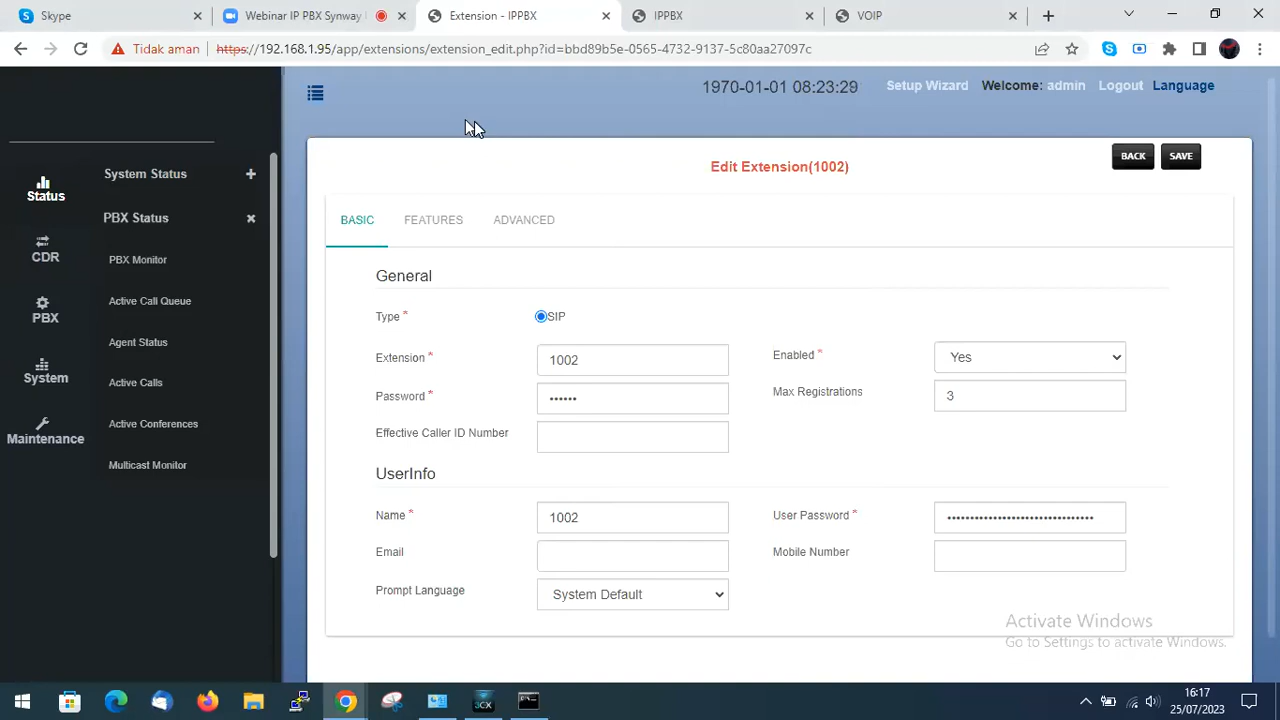 Skype
Webinar IP PBX Synway
Extension - IPPBX
IPPBX
VOIP
Tidak aman
https://192.168.1.95/app/extensions/extension_edit.php?id=bbd89b5e-0565-4732-9137-5c80aa27097c
1970-01-01 08:23:29
Setup Wizard
Welcome: admin
Logout
Language
Status
CDR
PBX
System
Maintenance
System Status
PBX Status
PBX Monitor
Active Call Queue
Agent Status
Active Calls
Active Conferences
Multicast Monitor
Edit Extension(1002)
BACK
SAVE
BASIC
FEATURES
ADVANCED
General
Type *
SIP
Extension *
1002
Enabled *
Yes
Password *
••••••
Max Registrations
3
Effective Caller ID Number
UserInfo
Name *
1002
User Password *
Email
Mobile Number
Prompt Language
System Default
Activate Windows
Go to Settings to activate Windows.
3CX
16:17
25/07/2023